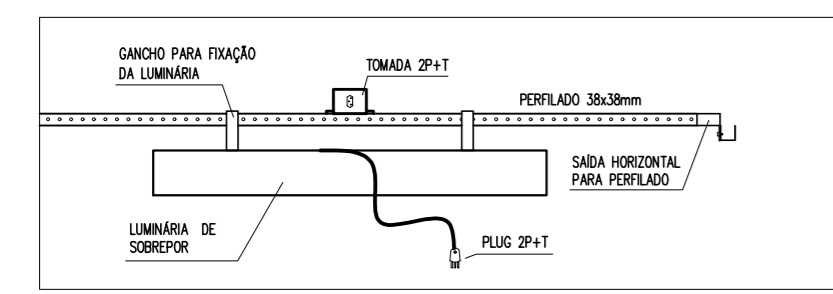 GANCHO PARA FIXAÇÃO
DA LUMINÁRIA
TOMADA 2P+T
PERFILADO 38x38mm
SAÍDA HORIZONTAL
PARA PERFILADO
LUMINÁRIA DE
SOBREPOR
PLUG 2P+T